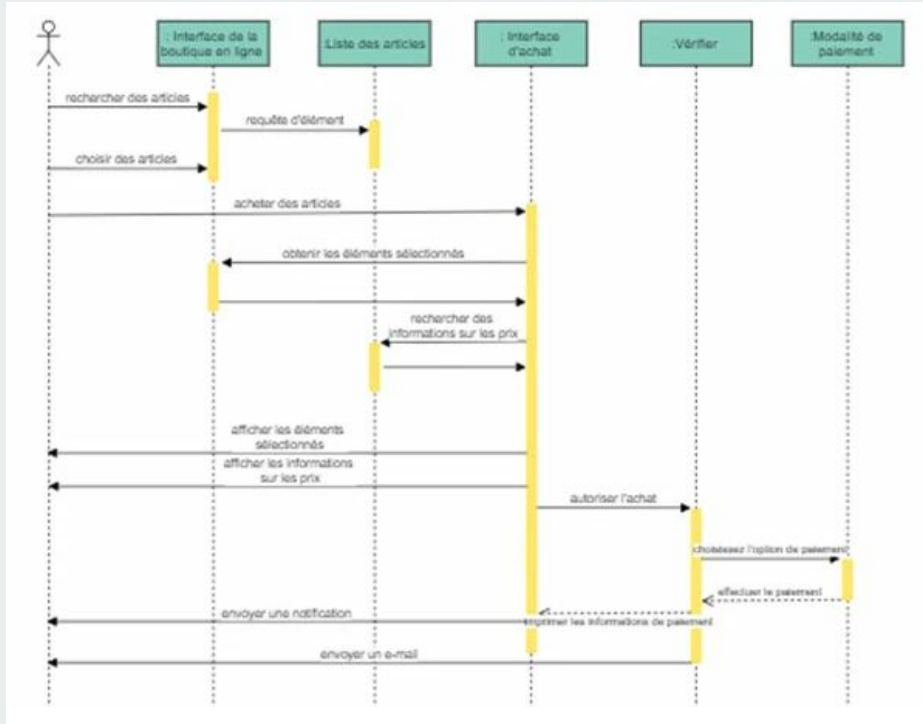 : Interface de la
boutique en ligne
:Liste des articles
: Interface
d'achat
:Vérifier
:Modalité de
paiement
rechercher des articles
requête d'élément
choisir des articles
acheter des articles
obtenir les éléments sélectionnés
rechercher des
informations sur les prix
afficher les éléments
sélectionnés
afficher les informations
sur les prix
autoriser l'achat
choisissez l'option de paiement
effectuer le paiement
imprimer les informations de paiement
envoyer une notification
envoyer un e-mail